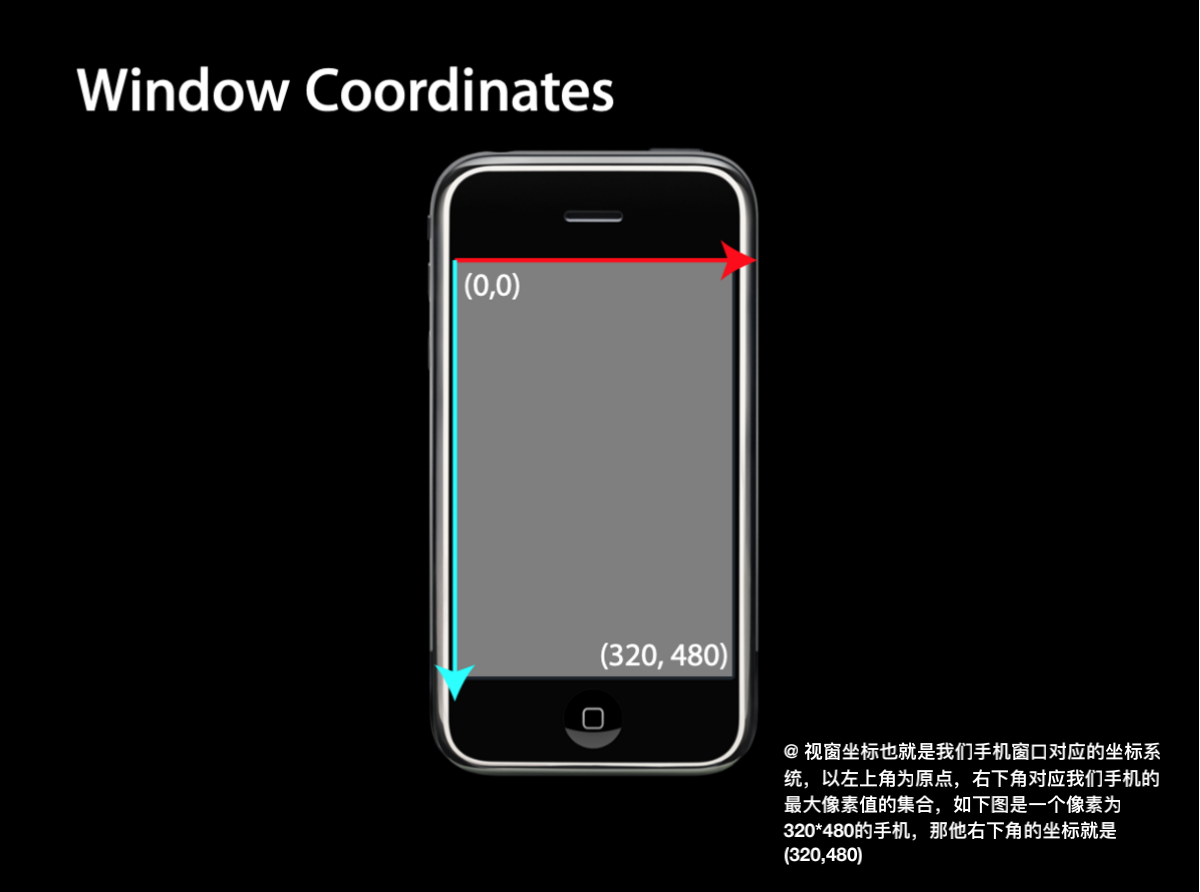 Window Coordinates
(0,0)
(320, 480)
@ 视窗坐标也就是我们手机窗口对应的坐标系
统，以左上角为原点，右下角对应我们手机的
最大像素值的集合，如下图是一个像素为
320*480的手机，那他右下角的坐标就是
(320,480)